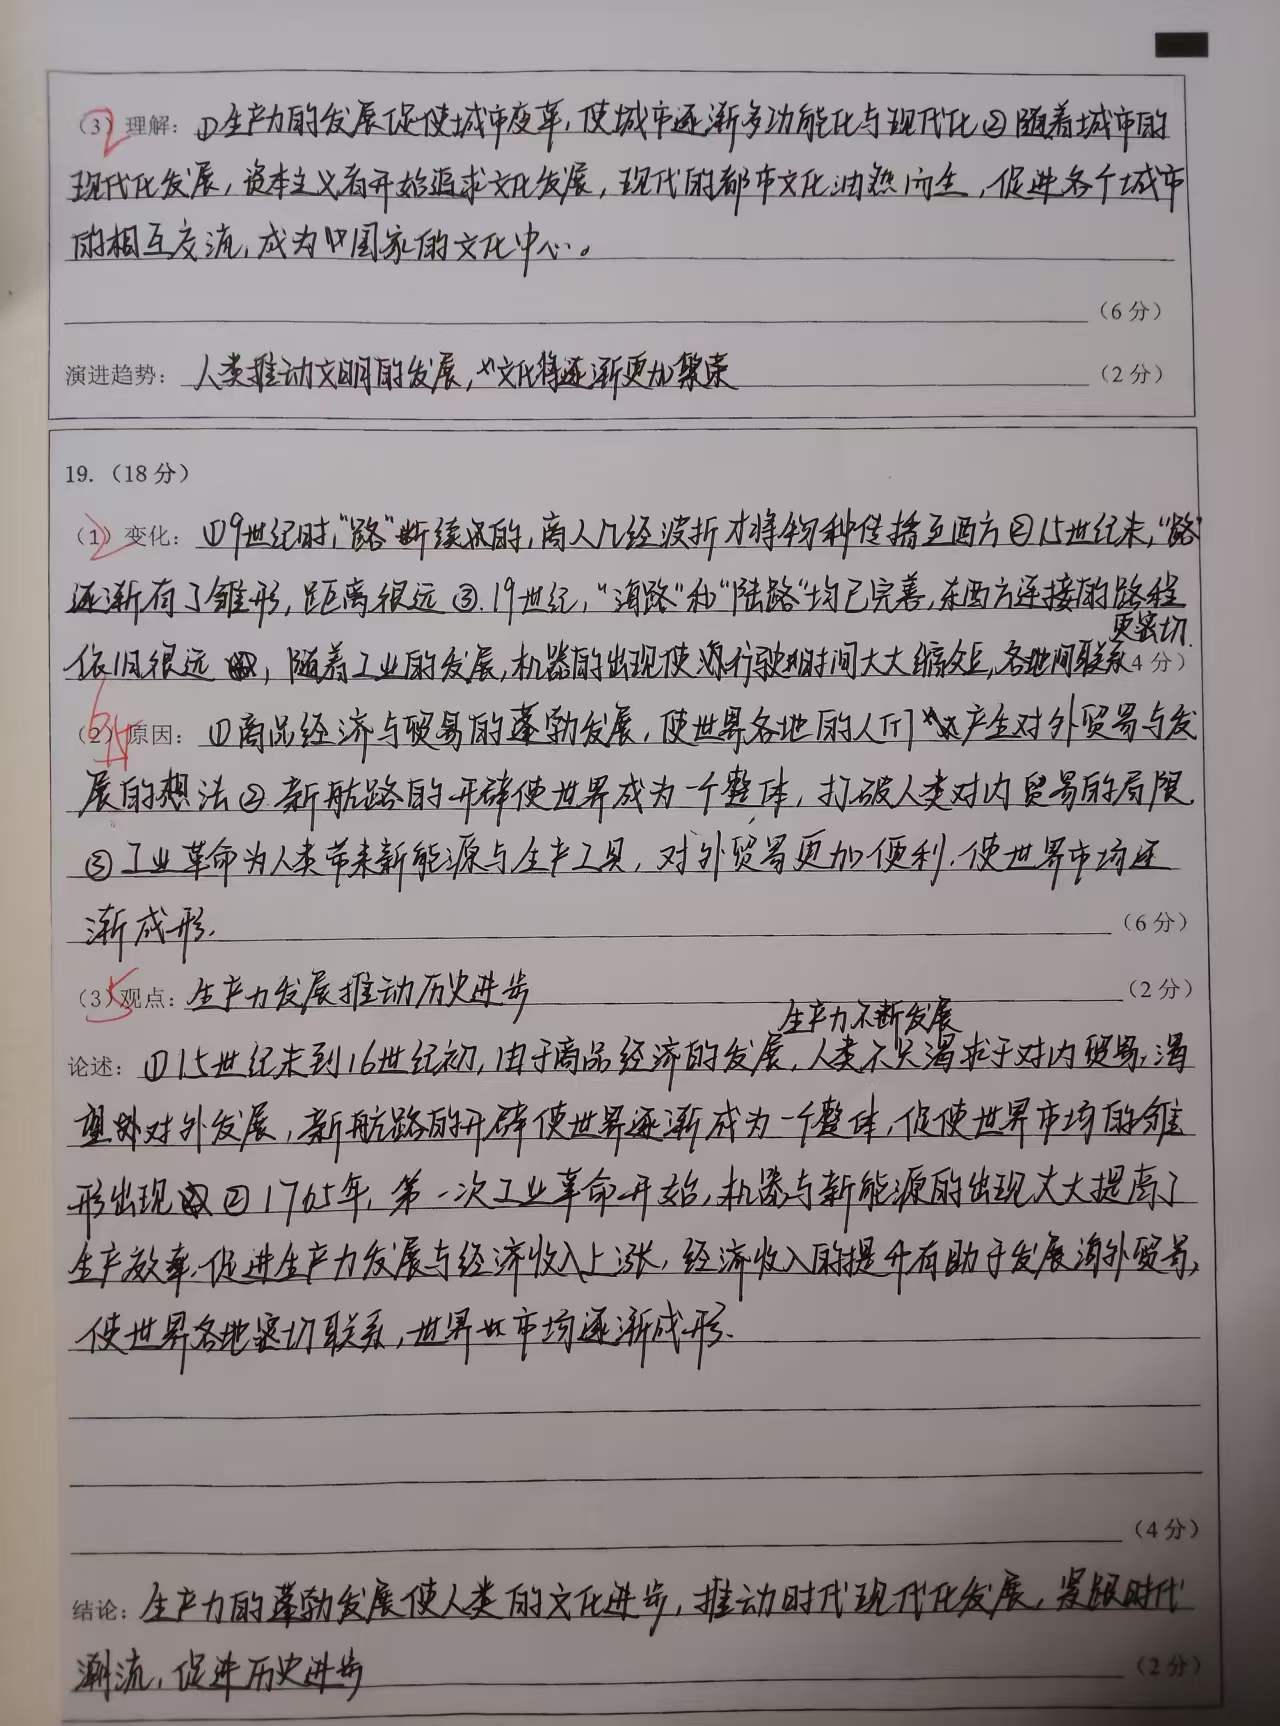 (3) 理解：①生产力的发展促使城市变革，使城市逐渐多功能化与现代化②随着城市的
现代化发展，资本主义者开始追求文化发展，现代的都市文化油然而生，促进各个城市
的相互交流，成为国家的文化中心。
(6分)
演进趋势：人类推动文明的发展，文化将逐渐更加繁荣 (2分)
19.（18分）
(1) 变化：①9世纪时，"路"断续的，商人几经波折才将物种传播至西方②15世纪末，"路"
逐渐有了雏形，距离很远③.19世纪，"海路"和"陆路"均已完善，东西方连接的路程
更密切.
依旧很远，随着工业的发展，机器的出现使行驶时间大大缩短，各地间联系 4分）
(2) 原因：①商品经济与贸易的蓬勃发展，使世界各地的人们产生对外贸易与发
展的想法②新航路的开辟使世界成为一个整体，打破人类对内贸易的局限
③工业革命为人类带来新能源与生产工具，对外贸易更加便利，使世界市场逐
渐成形. (6分)
(3) 观点：生产力发展推动历史进步 (2分)
生产力不断发展
论述：①15世纪末到16世纪初，由于商品经济的发展，人类不只渴求于对内贸易，渴
望对外发展，新航路的开辟使世界逐渐成为一个整体，促使世界市场的雏
形出现②1765年，第一次工业革命开始，机器与新能源的出现大大提高了
生产效率，促进生产力发展与经济收入上涨，经济收入的提升有助于发展海外贸易，
使世界各地密切联系，世界市场逐渐成形.
(4分)
结论：生产力的蓬勃发展使人类的文化进步，推动时代现代化发展，紧跟时代
潮流，促进历史进步 (2分)